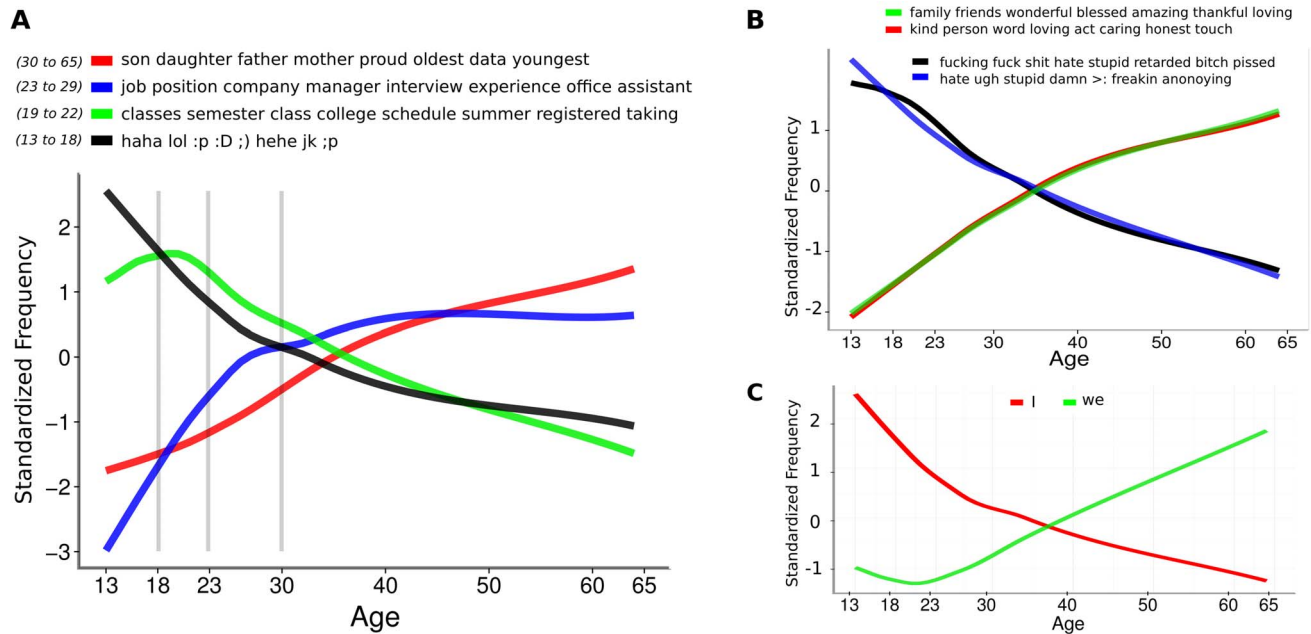 A
(30 to 65) son daughter father mother proud oldest data youngest
(23 to 29) job position company manager interview experience office assistant
(19 to 22) classes semester class college schedule summer registered taking
(13 to 18) haha lol :p :D ;) hehe jk ;p
Standardized Frequency
2
1
0
−1
−2
−3
13 18 23 30 40 50 60 65
Age
B
family friends wonderful blessed amazing thankful loving
kind person word loving act caring honest touch
fucking fuck shit hate stupid retarded bitch pissed
hate ugh stupid damn >: freakin anonoying
Standardized Frequency
1
0
-1
-2
13 18 23 30 40 50 60 65
Age
C
I we
Standardized Frequency
2
1
0
-1
13 18 23 30 40 50 60 65
Age